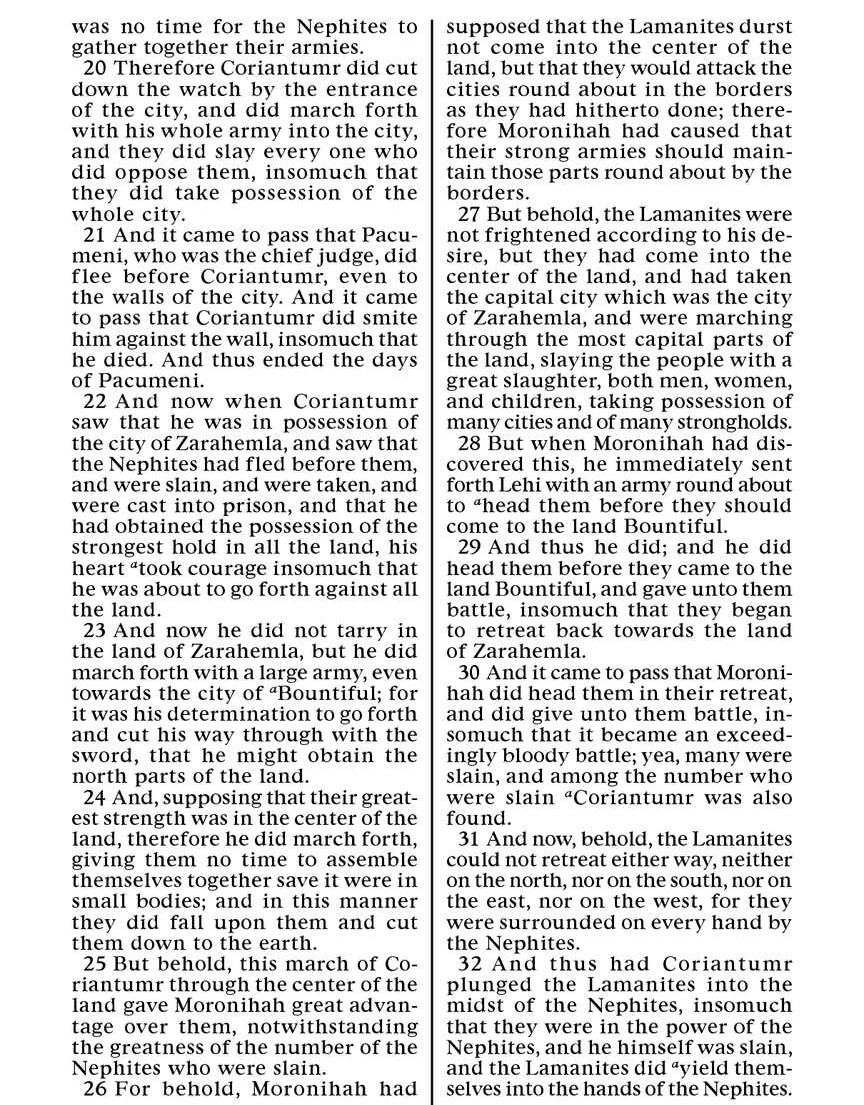 was no time for the Nephites to
gather together their armies.
20 Therefore Coriantumr did cut
down the watch by the entrance
of the city, and did march forth
with his whole army into the city,
and they did slay every one who
did oppose them, insomuch that
they did take possession of the
whole city.
21 And it came to pass that Pacu-
meni, who was the chief judge, did
flee before Coriantumr, even to
the walls of the city. And it came
to pass that Coriantumr did smite
him against the wall, insomuch that
he died. And thus ended the days
of Pacumeni.
22 And now when Coriantumr
saw that he was in possession of
the city of Zarahemla, and saw that
the Nephites had fled before them,
and were slain, and were taken, and
were cast into prison, and that he
had obtained the possession of the
strongest hold in all the land, his
heart atook courage insomuch that
he was about to go forth against all
the land.
23 And now he did not tarry in
the land of Zarahemla, but he did
march forth with a large army, even
towards the city of aBountiful; for
it was his determination to go forth
and cut his way through with the
sword, that he might obtain the
north parts of the land.
24 And, supposing that their great-
est strength was in the center of the
land, therefore he did march forth,
giving them no time to assemble
themselves together save it were in
small bodies; and in this manner
they did fall upon them and cut
them down to the earth.
25 But behold, this march of Co-
riantumr through the center of the
land gave Moronihah great advan-
tage over them, notwithstanding
the greatness of the number of the
Nephites who were slain.
26 For behold, Moronihah had
supposed that the Lamanites durst
not come into the center of the
land, but that they would attack the
cities round about in the borders
as they had hitherto done; there-
fore Moronihah had caused that
their strong armies should main-
tain those parts round about by the
borders.
27 But behold, the Lamanites were
not frightened according to his de-
sire, but they had come into the
center of the land, and had taken
the capital city which was the city
of Zarahemla, and were marching
through the most capital parts of
the land, slaying the people with a
great slaughter, both men, women,
and children, taking possession of
many cities and of many strongholds.
28 But when Moronihah had dis-
covered this, he immediately sent
forth Lehi with an army round about
to ahead them before they should
come to the land Bountiful.
29 And thus he did; and he did
head them before they came to the
land Bountiful, and gave unto them
battle, insomuch that they began
to retreat back towards the land
of Zarahemla.
30 And it came to pass that Moroni-
hah did head them in their retreat,
and did give unto them battle, in-
somuch that it became an exceed-
ingly bloody battle; yea, many were
slain, and among the number who
were slain aCoriantumr was also
found.
31 And now, behold, the Lamanites
could not retreat either way, neither
on the north, nor on the south, nor on
the east, nor on the west, for they
were surrounded on every hand by
the Nephites.
32 And thus had Coriantumr
plunged the Lamanites into the
midst of the Nephites, insomuch
that they were in the power of the
Nephites, and he himself was slain,
and the Lamanites did ayield them-
selves into the hands of the Nephites.